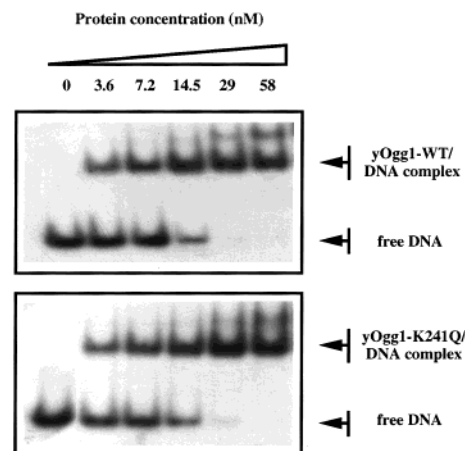 Protein concentration (nM)
0 3.6 7.2 14.5 29 58
yOgg1-WT/
DNA complex
free DNA
yOgg1-K241Q/
DNA complex
free DNA